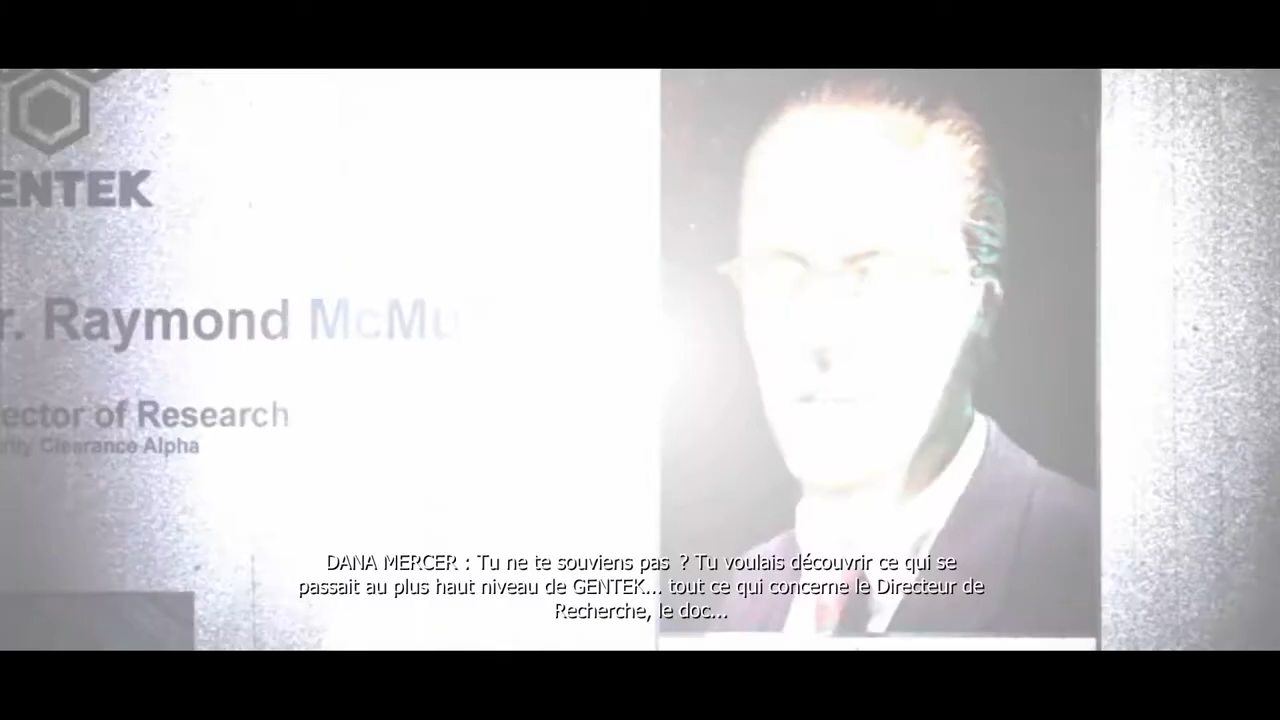 ENTEK
r. Raymond McMu
ector of Research
rity Clearance Alpha
DANA MERCER : Tu ne te souviens pas ? Tu voulais découvrir ce qui se
passait au plus haut niveau de GENTEK... tout ce qui concerne le Directeur de
Recherche, le doc...